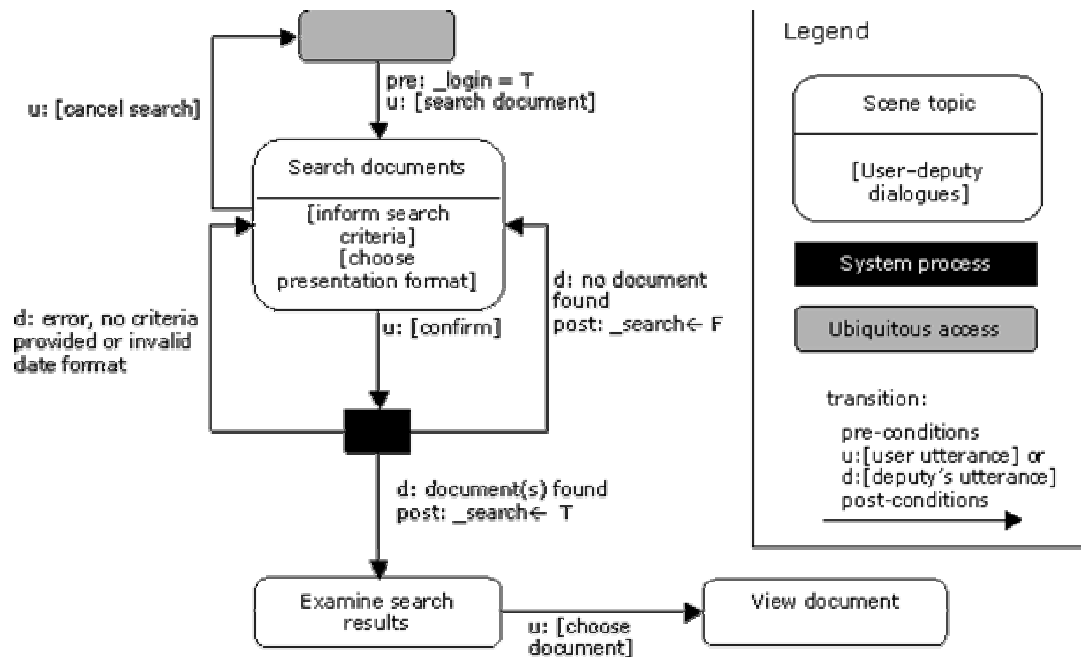 pre: _login = T
u: [search document]
u: [cancel search]
Search documents
[inform search
criteria]
[choose
presentation format]
d: error, no criteria
provided or invalid
date format
u: [confirm]
d: no document
found
post: _search← F
d: document(s) found
post: _search← T
Examine search
results
u: [choose
document]
View document
Legend
Scene topic
[User-deputy
dialogues]
System process
Ubiquitous access
transition:
pre-conditions
u:[user utterance] or
d:[deputy's utterance]
post-conditions